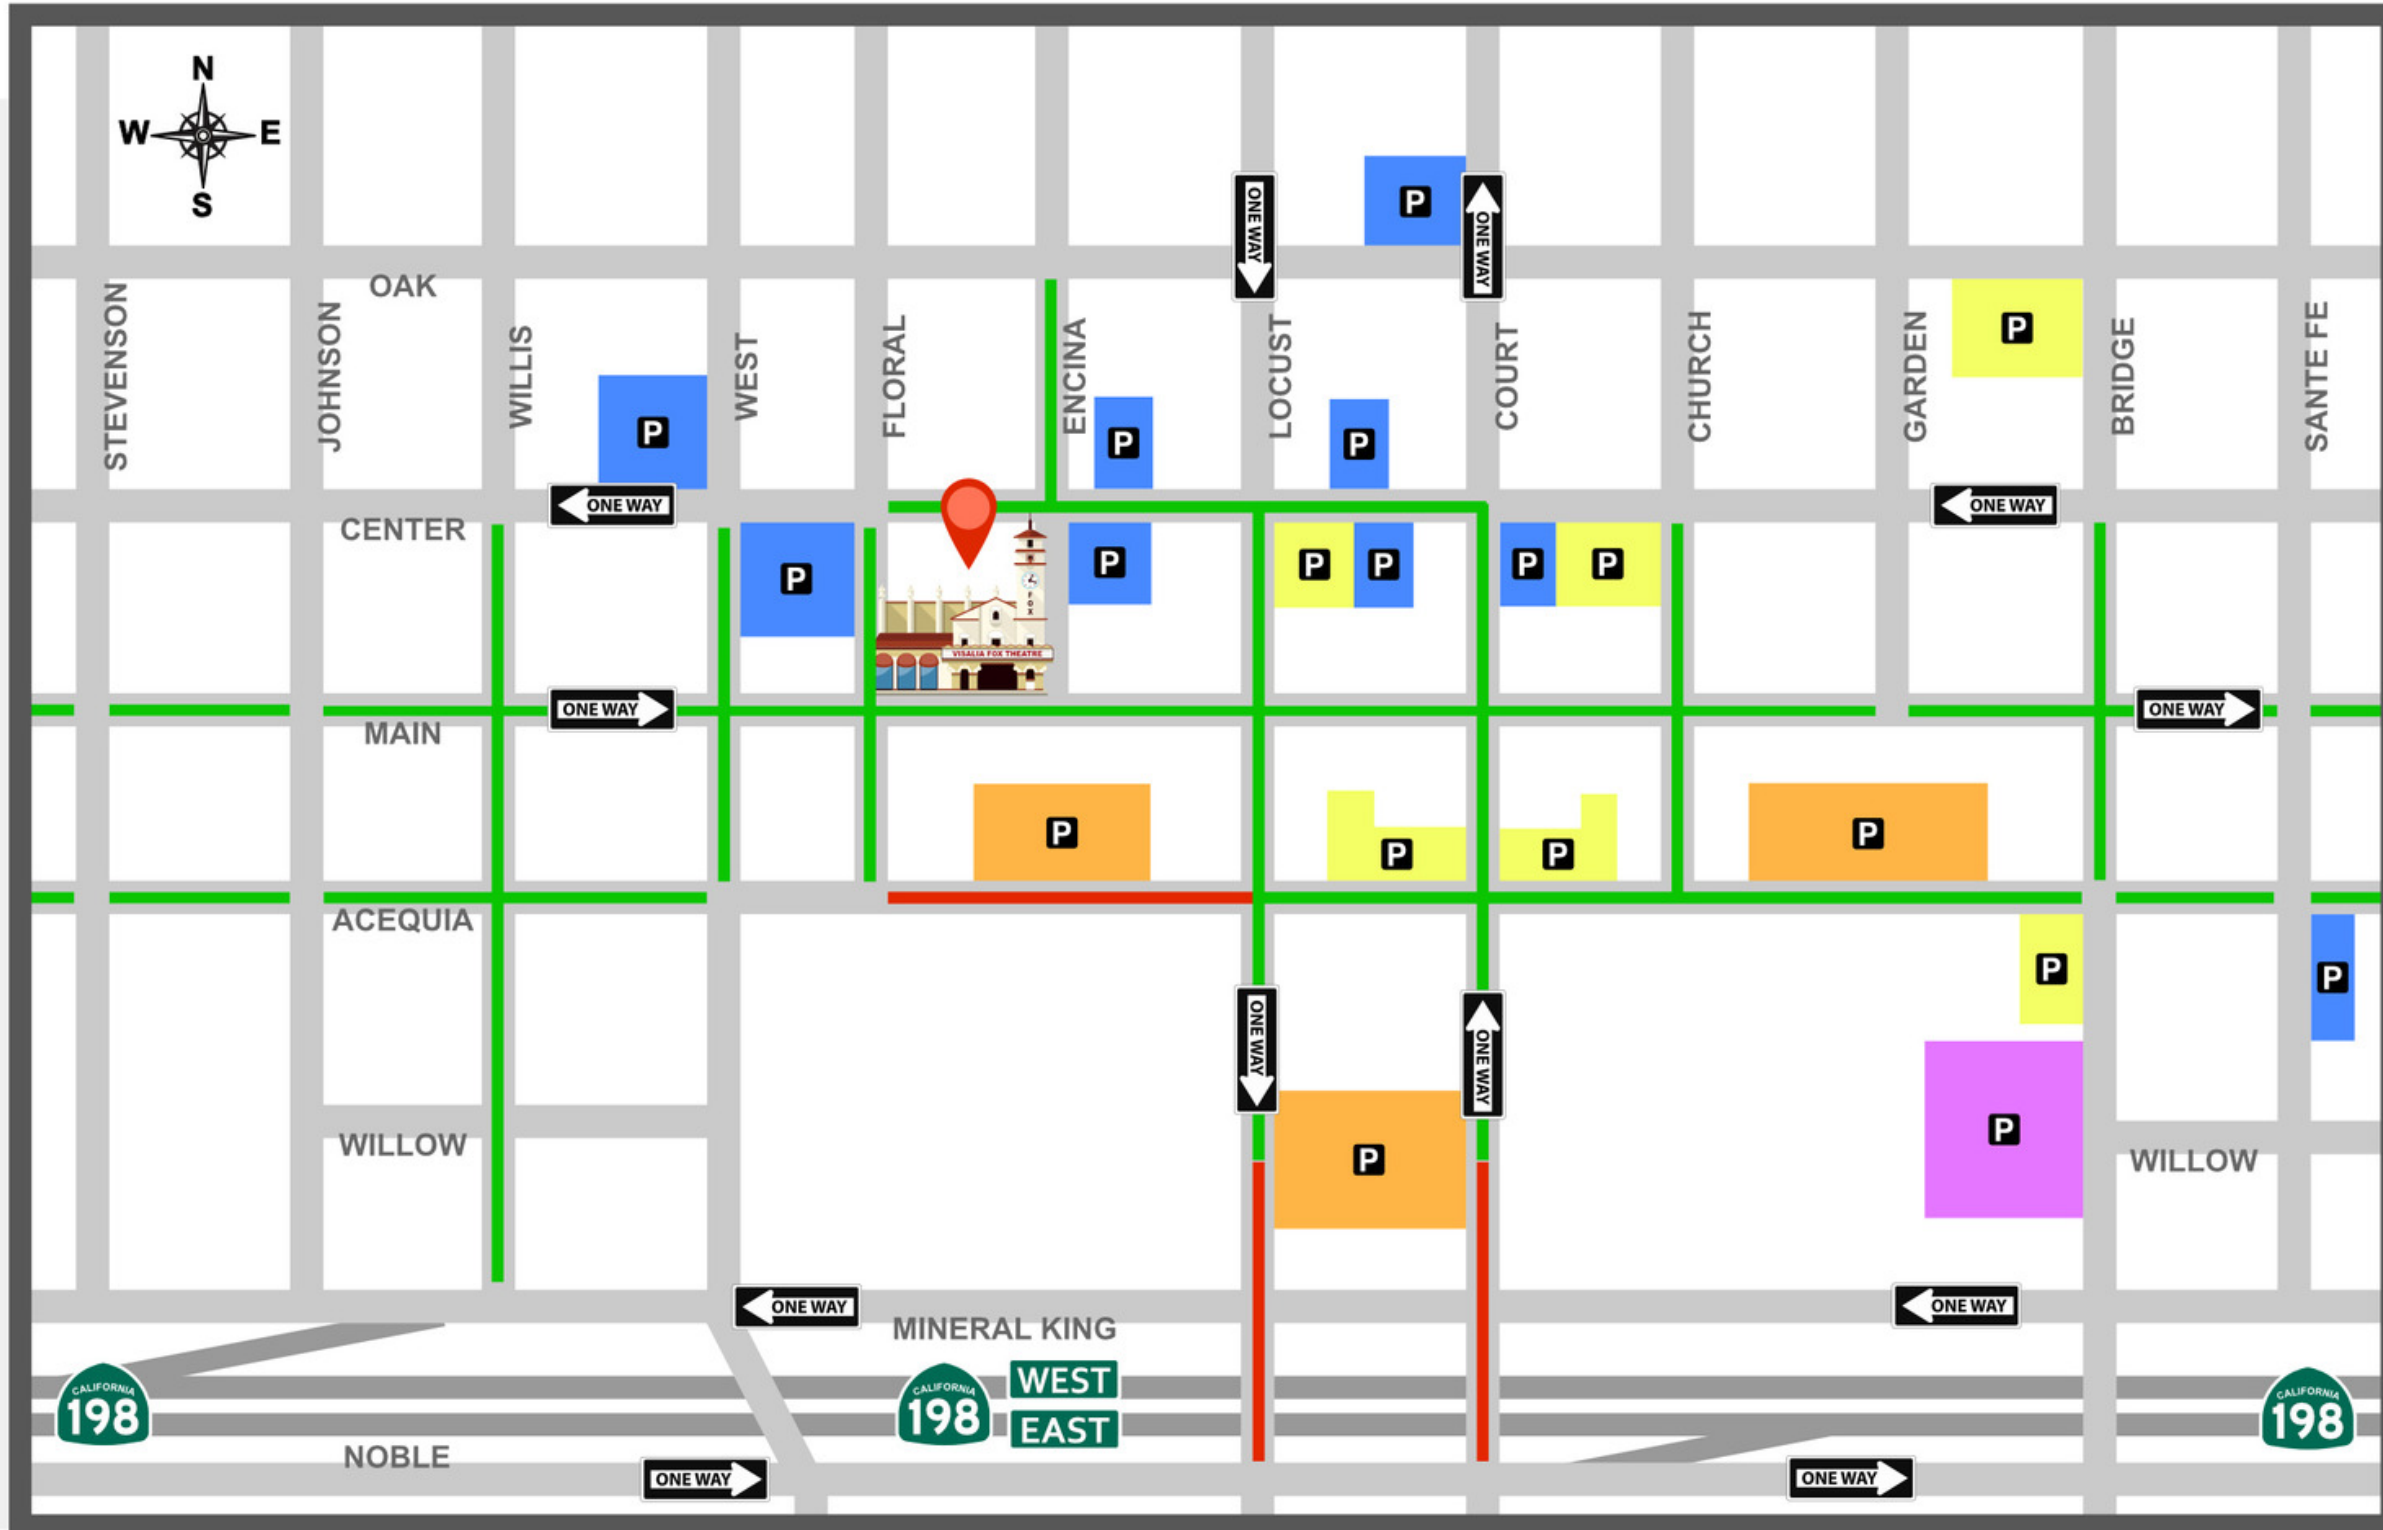 N
W E
S
P
ONE WAY
ONE WAY
OAK
STEVENSON
JOHNSON
WILLIS
WEST
FLORAL
ENCINA
LOCUST
COURT
CHURCH
GARDEN
BRIDGE
SANTE FE
P
P
P
P
ONE WAY
ONE WAY
CENTER
P
P
P
P
P
P
FOX
VISALIA FOX THEATRE
ONE WAY
ONE WAY
MAIN
P
P
P
P
ACEQUIA
P
P
ONE WAY
ONE WAY
WILLOW
P
P
WILLOW
ONE WAY
ONE WAY
MINERAL KING
CALIFORNIA
198
CALIFORNIA
198
WEST
EAST
CALIFORNIA
198
NOBLE
ONE WAY
ONE WAY